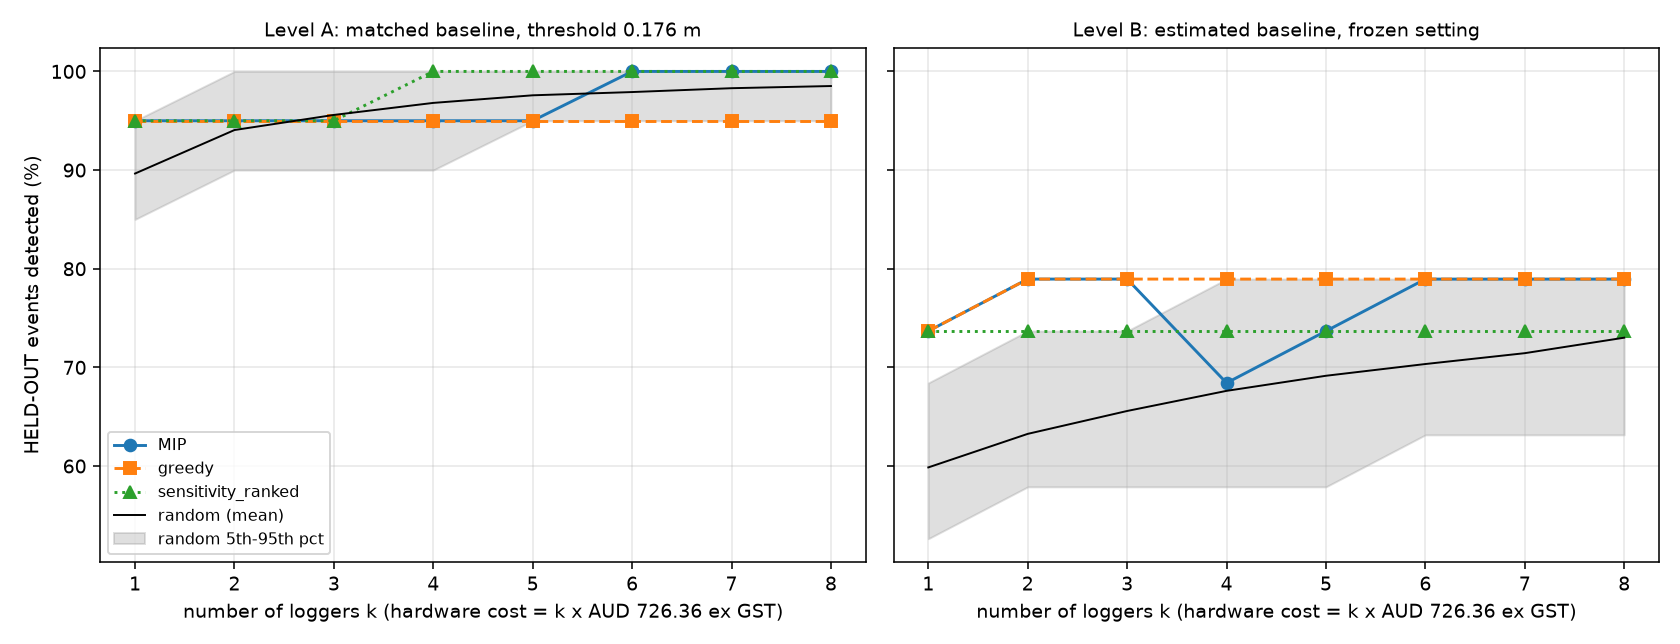 Level A: matched baseline, threshold 0.176 m
Level B: estimated baseline, frozen setting
HELD-OUT events detected (%)
100
90
80
70
60
MIP
greedy
sensitivity_ranked
random (mean)
random 5th-95th pct
1 2 3 4 5 6 7 8
1 2 3 4 5 6 7 8
number of loggers k (hardware cost = k x AUD 726.36 ex GST)
number of loggers k (hardware cost = k x AUD 726.36 ex GST)